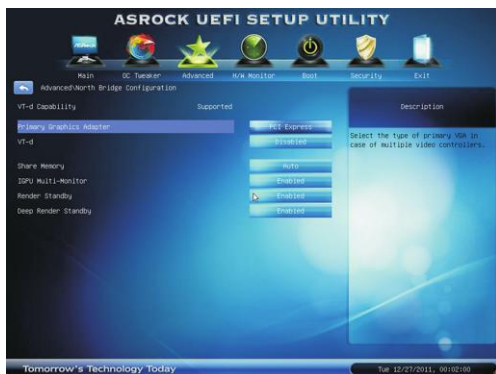 ASROCK UEFI SETUP UTILITY
Main OC Tweaker Advanced H/W Monitor Boot Security Exit
Advanced\North Bridge Configuration
Description
VT-d Capability Supported
Primary Graphics Adapter PCI Express
VT-d Disabled
Select the type of primary VGA in
case of multiple video controllers.
Share Memory Auto
IGPU Multi-Monitor Enabled
Render Standby Enabled
Deep Render Standby Enabled
Tomorrow's Technology Today
Tue 12/27/2011, 00:02:00